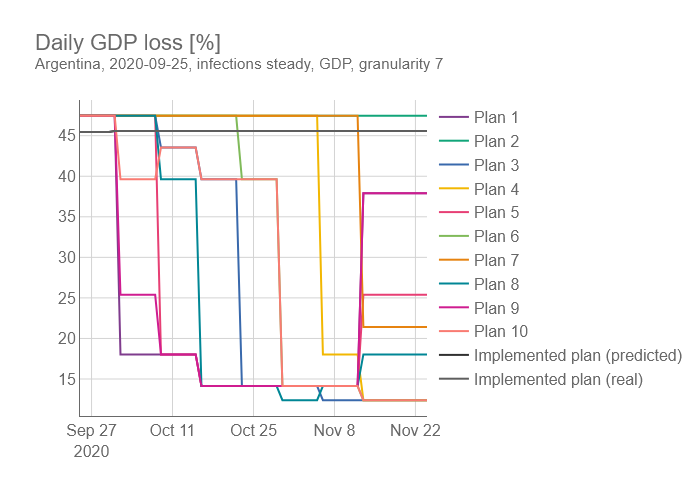 Daily GDP loss [%]
Argentina, 2020-09-25, infections steady, GDP, granularity 7
45
40
35
30
25
20
15
Sep 27
2020
Oct 11
Oct 25
Nov 8
Nov 22
Plan 1
Plan 2
Plan 3
Plan 4
Plan 5
Plan 6
Plan 7
Plan 8
Plan 9
Plan 10
Implemented plan (predicted)
Implemented plan (real)